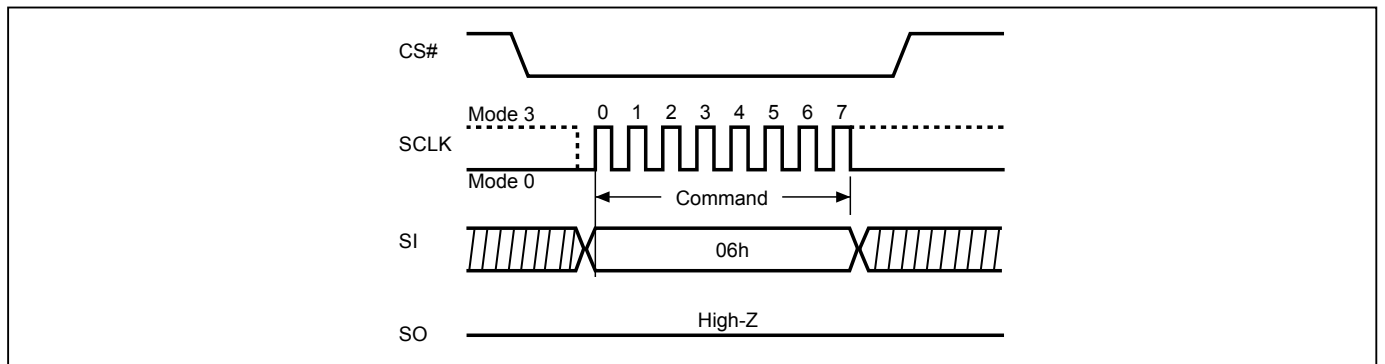 CS#
Mode 3
0 1 2 3 4 5 6 7
SCLK
Mode 0
Command
SI
06h
High-Z
SO